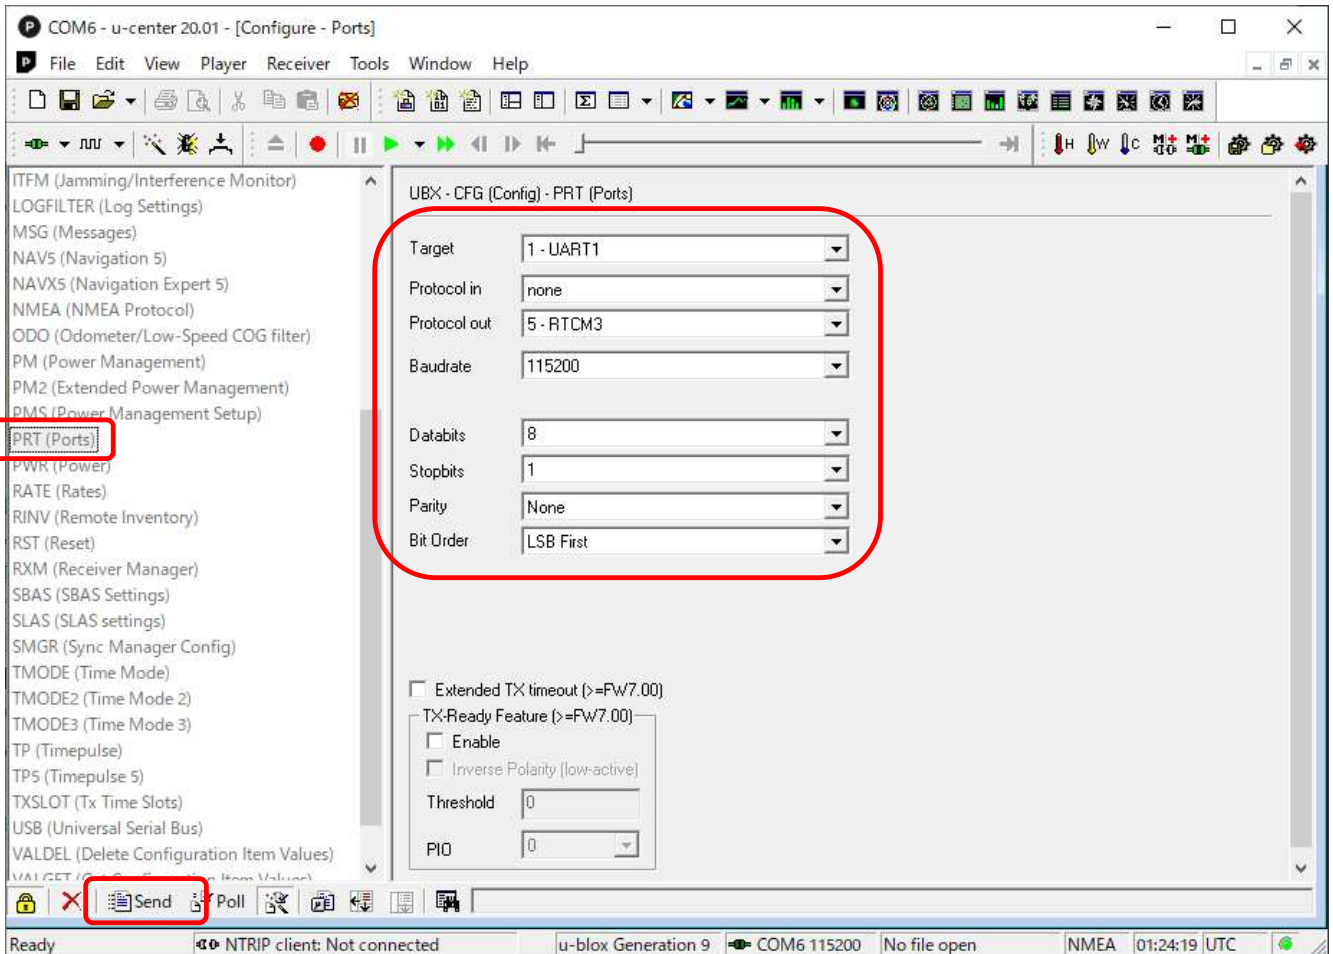 COM6 - u-center 20.01 - [Configure - Ports]
File Edit View Player Receiver Tools Window Help
H W C
ITFM (Jamming/Interference Monitor)
LOGFILTER (Log Settings)
MSG (Messages)
NAV5 (Navigation 5)
NAVX5 (Navigation Expert 5)
NMEA (NMEA Protocol)
ODO (Odometer/Low-Speed COG filter)
PM (Power Management)
PM2 (Extended Power Management)
PMS (Power Management Setup)
PRT (Ports)
PWR (Power)
RATE (Rates)
RINV (Remote Inventory)
RST (Reset)
RXM (Receiver Manager)
SBAS (SBAS Settings)
SLAS (SLAS settings)
SMGR (Sync Manager Config)
TMODE (Time Mode)
TMODE2 (Time Mode 2)
TMODE3 (Time Mode 3)
TP (Timepulse)
TP5 (Timepulse 5)
TXSLOT (Tx Time Slots)
USB (Universal Serial Bus)
VALDEL (Delete Configuration Item Values)
VALGET (Get Configuration Item Values)
UBX - CFG (Config) - PRT (Ports)
Target 1 - UART1
Protocol in none
Protocol out 5 - RTCM3
Baudrate 115200
Databits 8
Stopbits 1
Parity None
Bit Order LSB First
Extended TX timeout (>=FW7.00)
TX-Ready Feature (>=FW7.00)
Enable
Inverse Polarity (low-active)
Threshold 0
PIO 0
Send Poll
Ready NTRIP client: Not connected u-blox Generation 9 COM6 115200 No file open NMEA 01:24:19 UTC